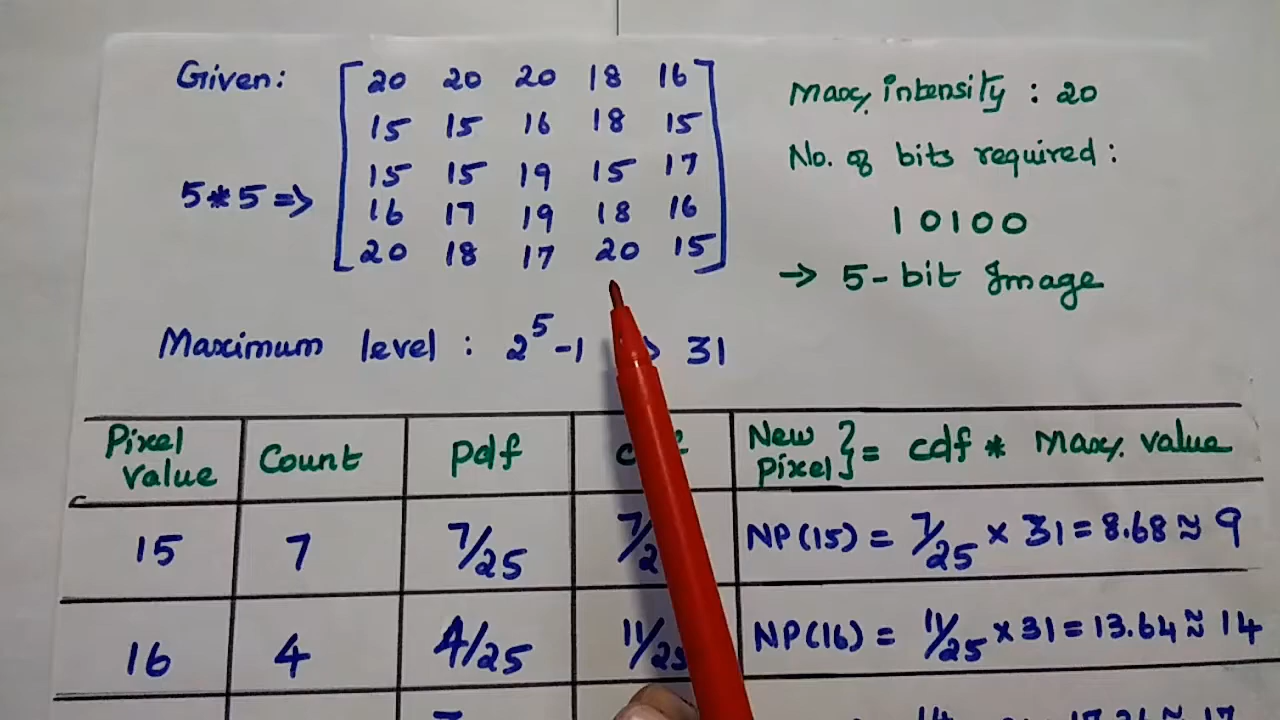 Given:
20 20 20 18 16
15 15 16 18 15
15 15 19 15 17
5*5 =>
16 17 19 18 16
20 18 17 20 15
Max. intensity : 20
No. of bits required :
10100
→ 5-bit Image
Maximum level : 2^5-1 31
Pixel value Count Pdf New Pixel } = cdf * Max. value
15 7 7/25 7/2 NP(15) = 7/25 × 31 = 8.68 ≈ 9
16 4 4/25 11/25 NP(16) = 11/25 × 31 = 13.64 ≈ 14